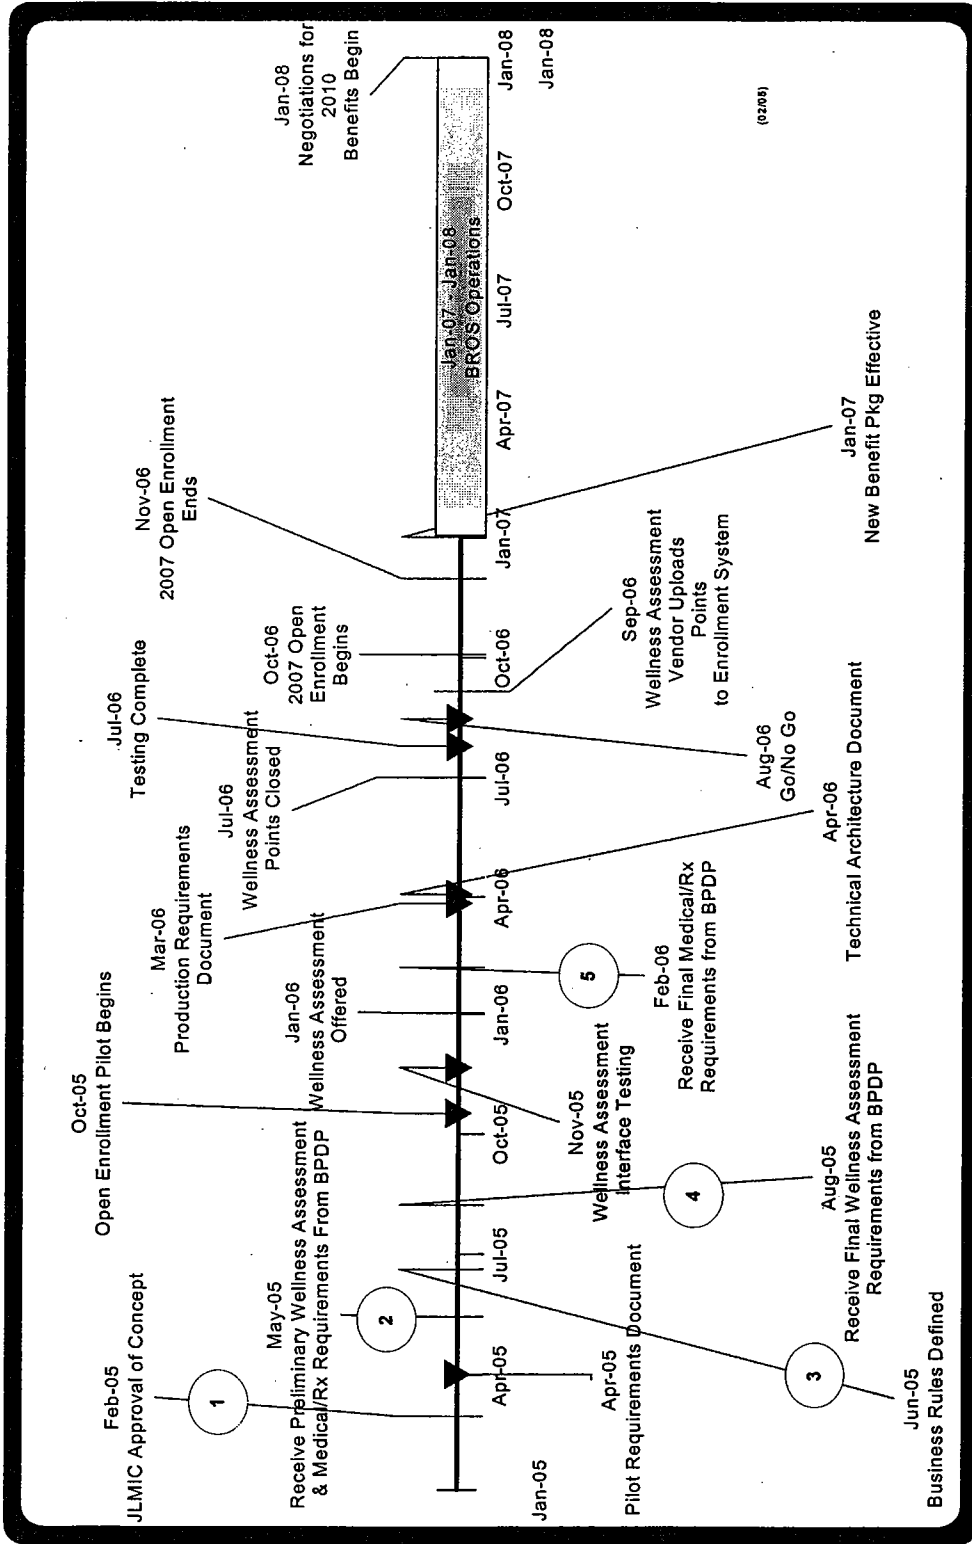 Feb-05
JLMIC Approval of Concept
1
May-05
Receive Preliminary Wellness Assessment
& Medical/Rx Requirements From BPDP
2
Oct-05
Open Enrollment Pilot Begins
Jan-06
Wellness Assessment
Offered
Mar-06
Production Requirements
Document
Jul-06
Wellness Assessment
Points Closed
Jul-06
Testing Complete
Oct-06
2007 Open
Enrollment
Begins
Nov-06
2007 Open Enrollment
Ends
Jan-08
Negotiations for
2010
Benefits Begin
Jan-07 - Jan-08
BROS Operations
Jan-05
Apr-05
Jul-05
Oct-05
Jan-06
Apr-06
Jul-06
Oct-06
Jan-07
Apr-07
Jul-07
Oct-07
Jan-08
Jan-08
Apr-05
Pilot Requirements Document
3
Jun-05
Business Rules Defined
4
Aug-05
Receive Final Wellness Assessment
Requirements from BPDP
Nov-05
Wellness Assessment
Interface Testing
5
Feb-06
Receive Final Medical/Rx
Requirements from BPDP
Apr-06
Technical Architecture Document
Aug-06
Go/No Go
Sep-06
Wellness Assessment
Vendor Uploads
Points
to Enrollment System
Jan-07
New Benefit Pkg Effective
(02/05)